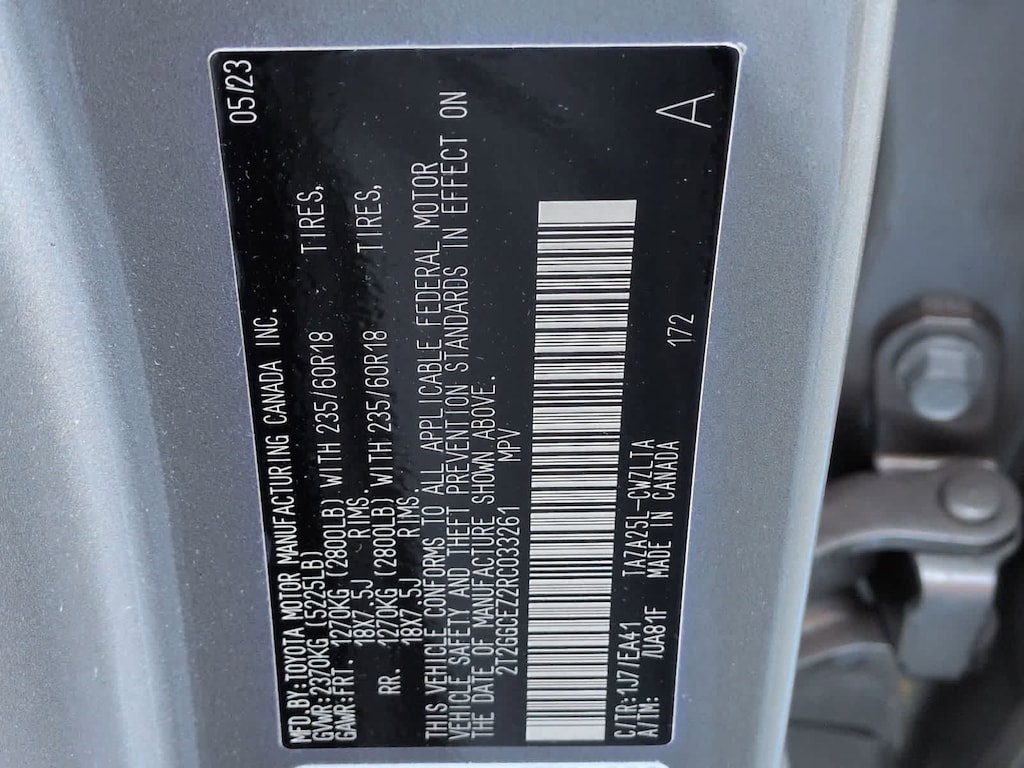 MFD.BY:TOYOTA MOTOR MANUFACTURING CANADA INC. 05/23
GVWR:2370KG (5225LB)
GAWR:FRT. 1270KG (2800LB) WITH 235/60R18 TIRES,
18X7.5J RIMS.
RR. 1270KG (2800LB) WITH 235/60R18 TIRES,
18X7.5J RIMS.
THIS VEHICLE CONFORMS TO ALL APPLICABLE FEDERAL MOTOR
VEHICLE SAFETY AND THEFT PREVENTION STANDARDS IN EFFECT ON
THE DATE OF MANUFACTURE SHOWN ABOVE.
2T2GGCEZ2RC033261 MPV
C/TR:1J7/EA41 TAZA25L-CWZLTA 172 A
A/TM: /UA81F MADE IN CANADA